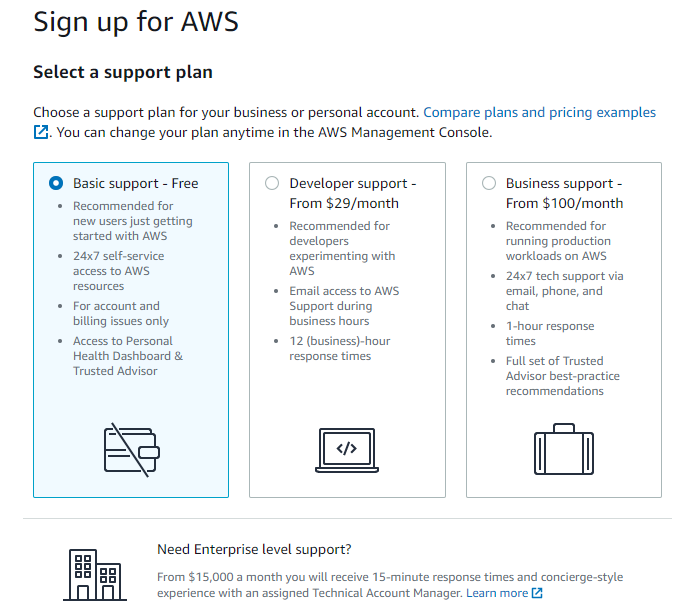 Sign up for AWS
Select a support plan
Choose a support plan for your business or personal account. Compare plans and pricing examples
. You can change your plan anytime in the AWS Management Console.
Basic support - Free
Recommended for
new users just getting
started with AWS
24x7 self-service
access to AWS
resources
For account and
billing issues only
Access to Personal
Health Dashboard &
Trusted Advisor
Developer support -
From $29/month
Recommended for
developers
experimenting with
AWS
Email access to AWS
Support during
business hours
12 (business)-hour
response times
</>
Business support -
From $100/month
Recommended for
running production
workloads on AWS
24x7 tech support via
email, phone, and
chat
1-hour response
times
Full set of Trusted
Advisor best-practice
recommendations
Need Enterprise level support?
From $15,000 a month you will receive 15-minute response times and concierge-style
experience with an assigned Technical Account Manager. Learn more